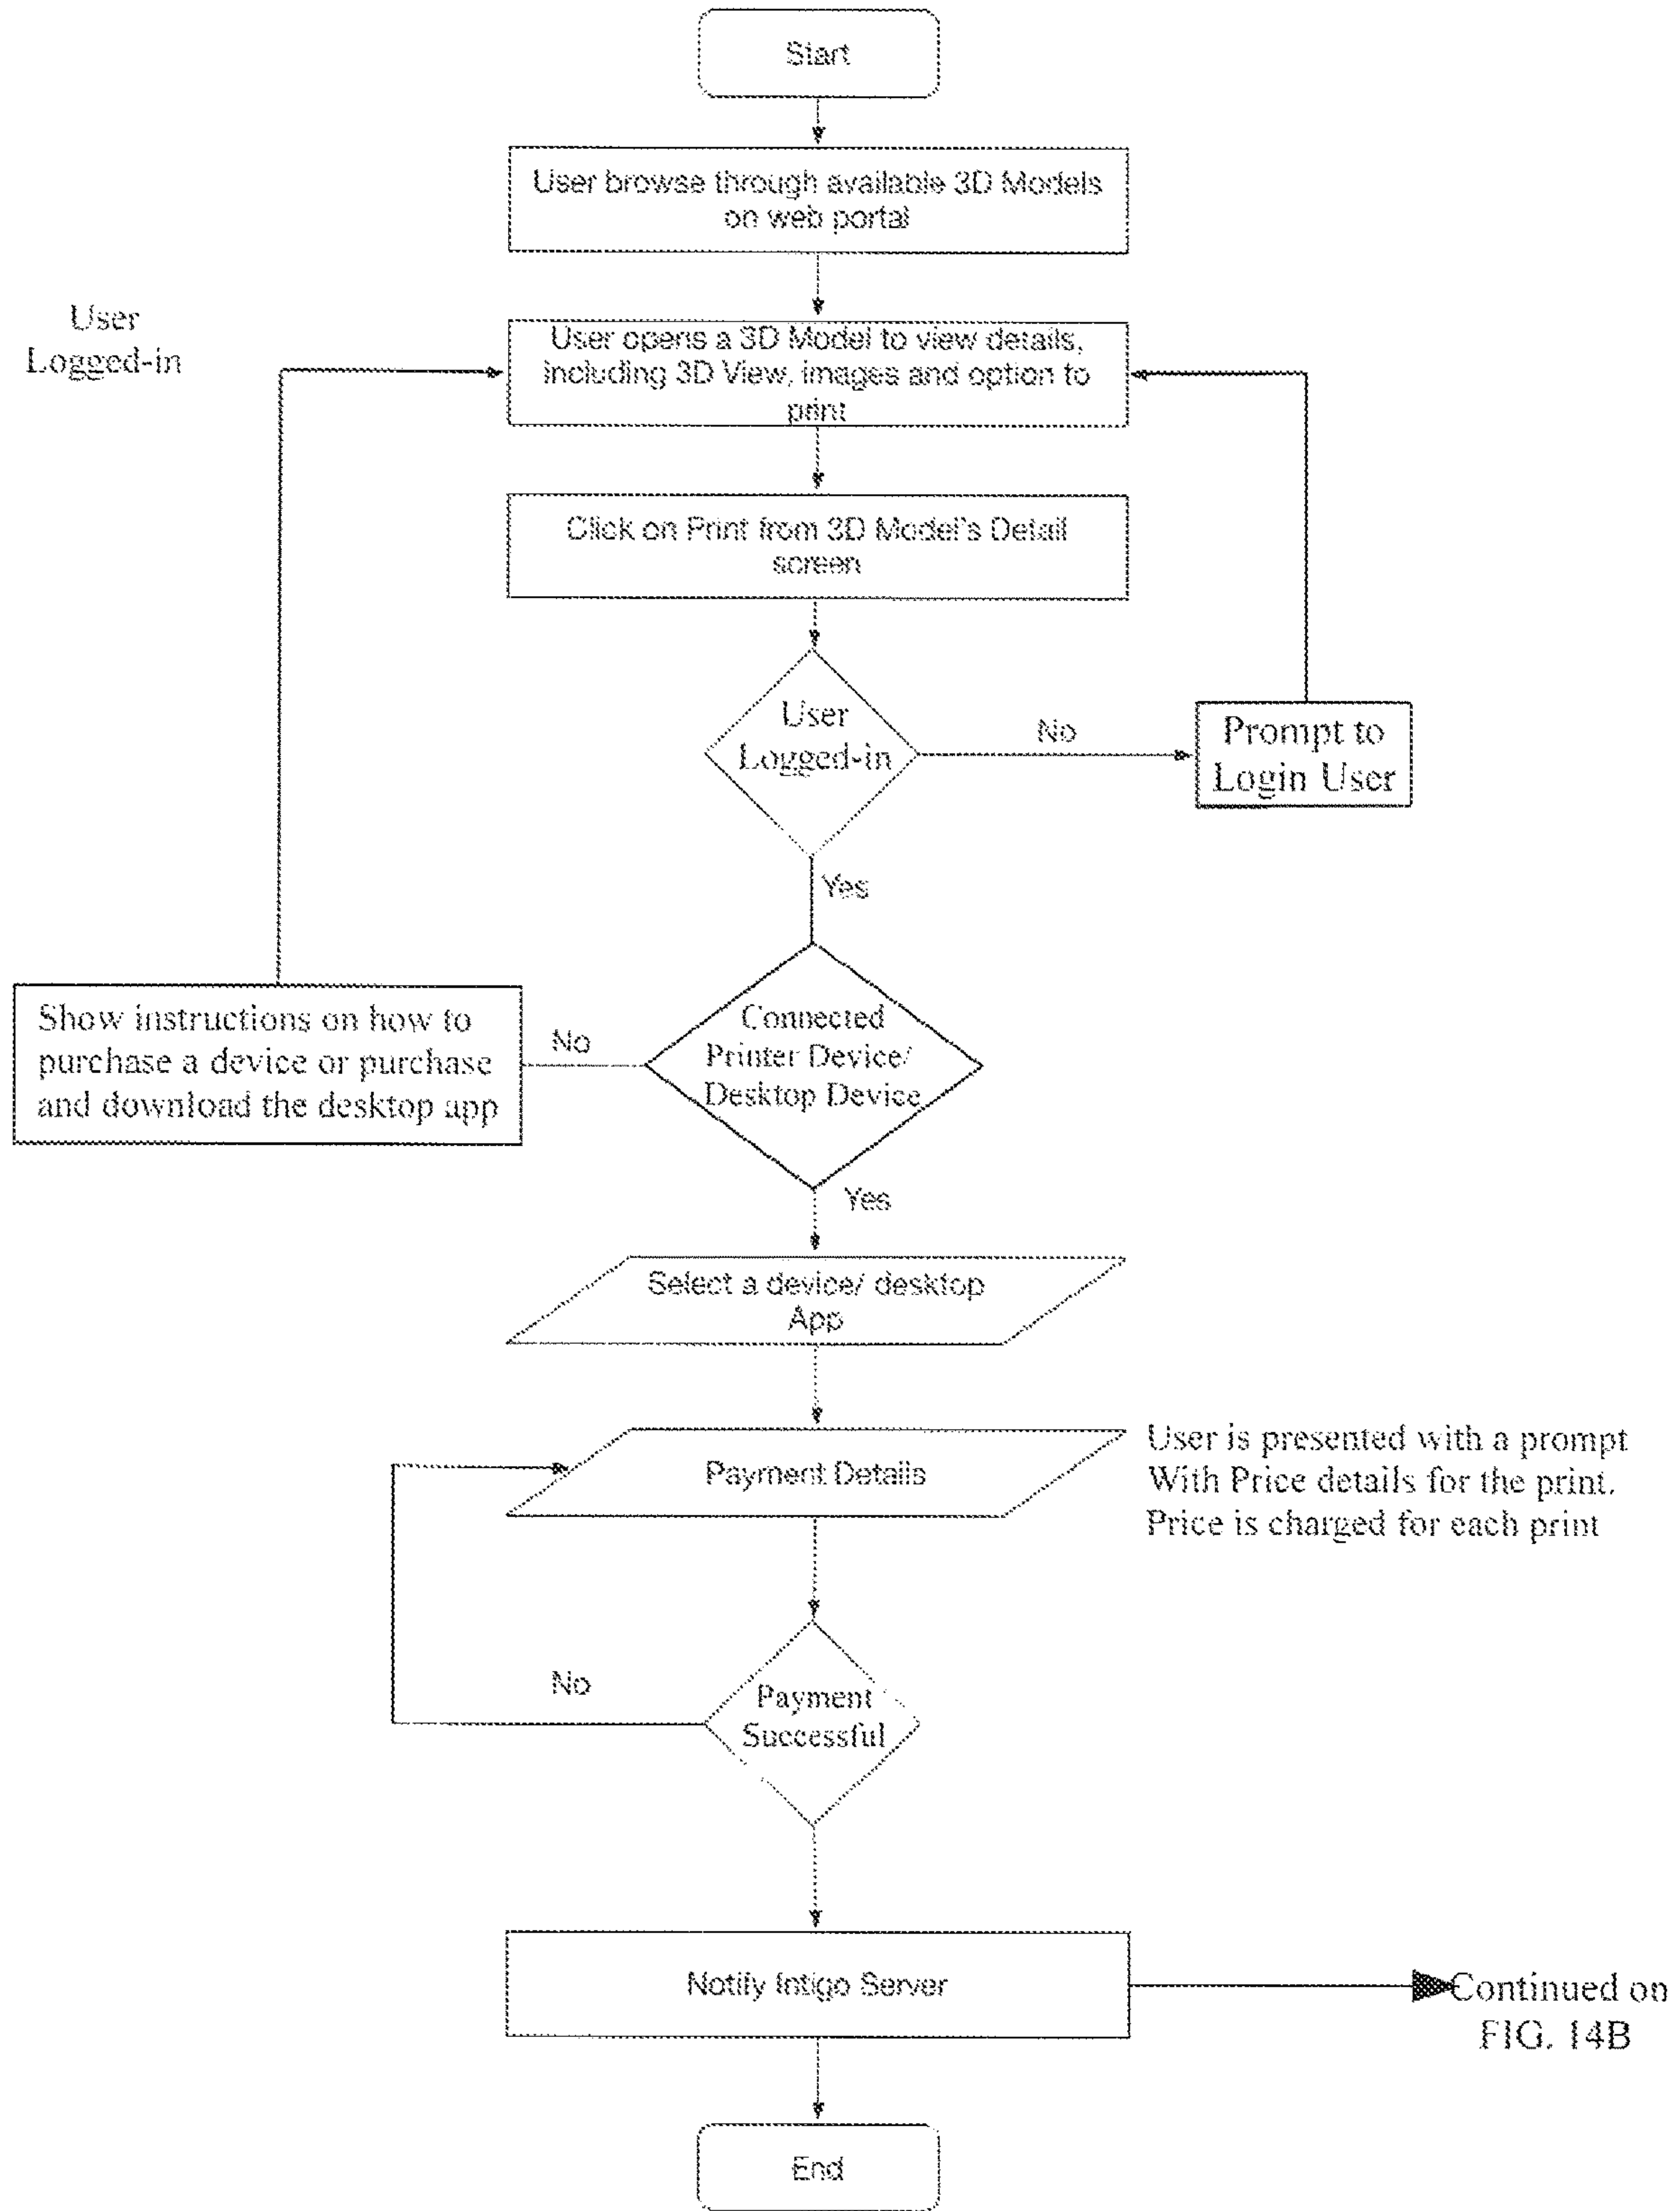 Start
User browse through available 3D Models
on web portal
User
Logged-in
User opens a 3D Model to view details,
including 3D View, images and option to
print
Click on Print from 3D Model's Detail
screen
User
Logged-in
No
Prompt to
Login User
Yes
Show instructions on how to
purchase a device or purchase
and download the desktop app
No
Connected
Printer Device/
Desktop Device
Yes
Select a device/ desktop
App
Payment Details
User is presented with a prompt
With Price details for the print.
Price is charged for each print
No
Payment
Successful
Notify Intigo Server
Continued on
FIG. 14B
End